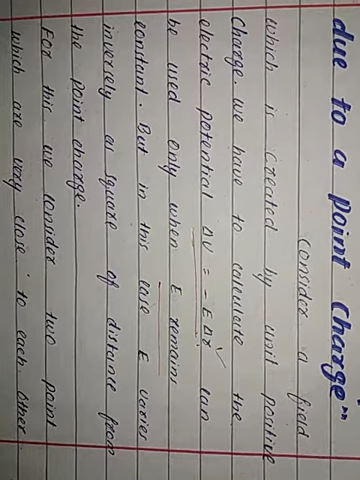 due to a point Charge"
Consider a field
which is created by unit positive
Charge. we have to calculate the
electric potential ΔV = - E Δr can
be used only when E remains
constant. But in this case E varies
inversely as square of distance from
the point charge.
For this we consider two point
which are very close to each other